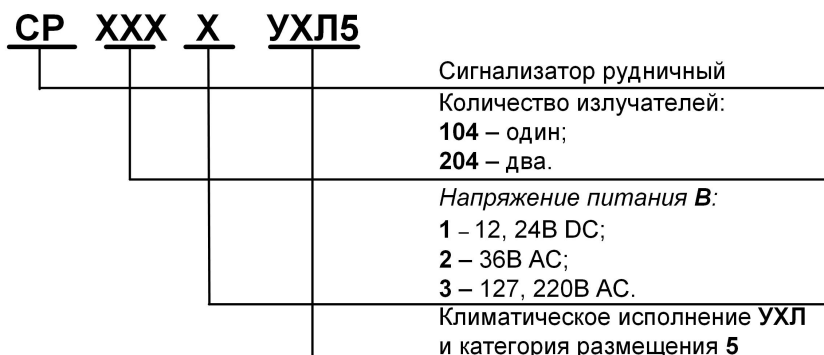 СР ХХХ Х УХЛ5
Сигнализатор рудничный
Количество излучателей:
104 – один;
204 – два.
Напряжение питания В:
1 – 12, 24В DC;
2 – 36В AC;
3 – 127, 220В AC.
Климатическое исполнение УХЛ
и категория размещения 5